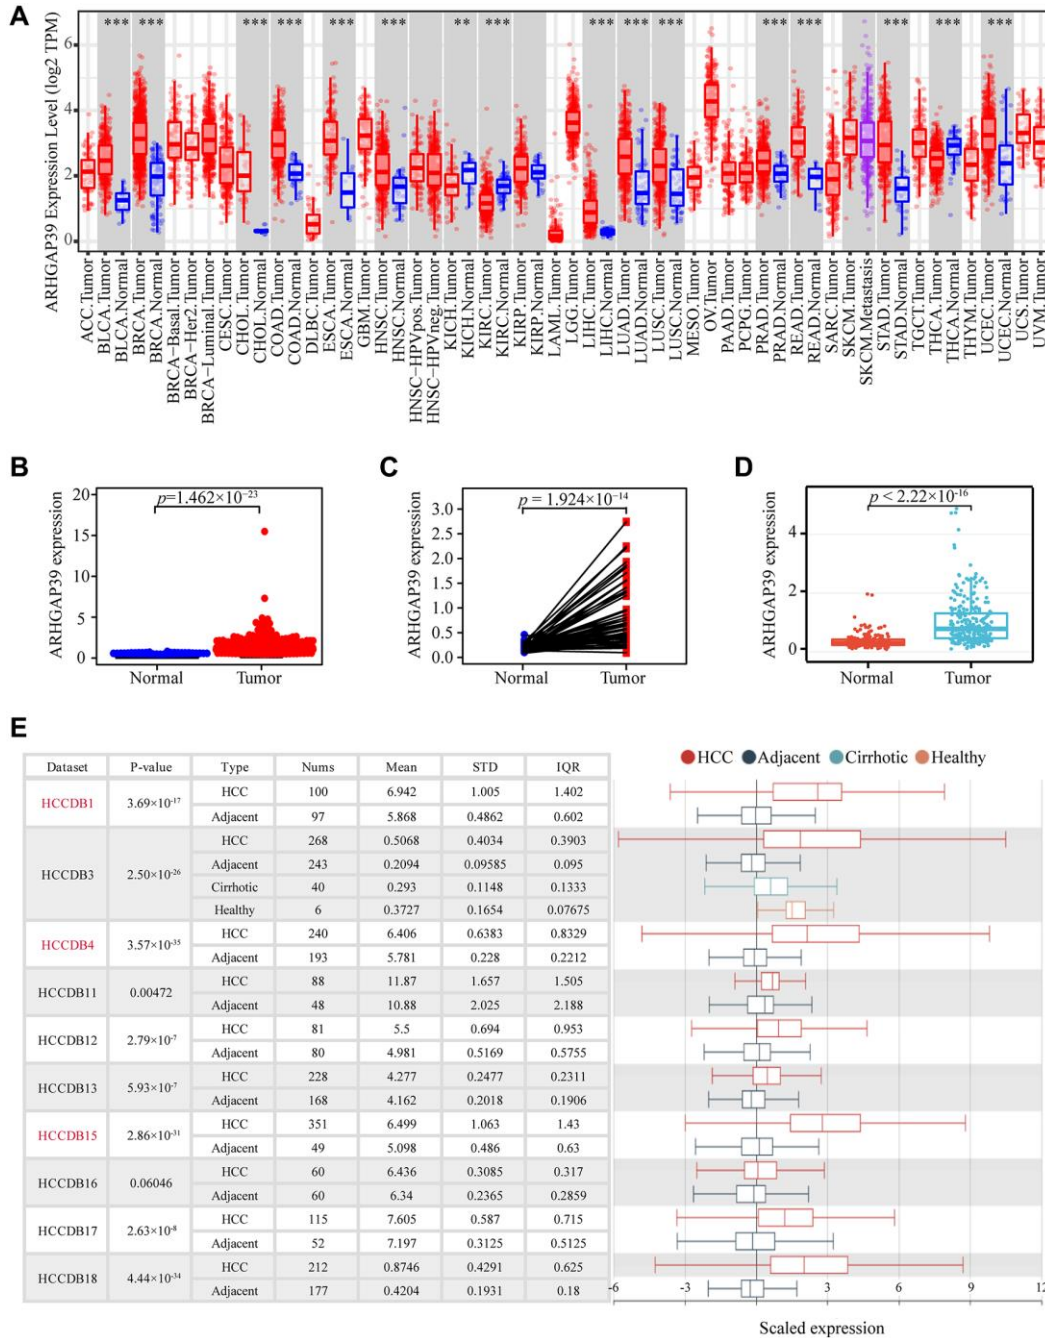 A
ARHGAP39 Expression Level (log2 TPM)
6
4
2
0
*** *** *** *** *** *** ** *** *** *** *** *** *** *** *** ***
ACC.Tumor
BLCA.Tumor
BLCA.Normal
BRCA.Tumor
BRCA.Normal
BRCA-Basal.Tumor
BRCA-Her2.Tumor
BRCA-Luminal.Tumor
CESC.Tumor
CHOL.Tumor
CHOL.Normal
COAD.Tumor
COAD.Normal
DLBC.Tumor
ESCA.Tumor
ESCA.Normal
GBM.Tumor
HNSC.Tumor
HNSC.Normal
HNSC-HPVpos.Tumor
HNSC-HPVneg.Tumor
KICH.Tumor
KICH.Normal
KIRC.Tumor
KIRC.Normal
KIRP.Tumor
KIRP.Normal
LAML.Tumor
LGG.Tumor
LIHC.Tumor
LIHC.Normal
LUAD.Tumor
LUAD.Normal
LUSC.Tumor
LUSC.Normal
MESO.Tumor
OV.Tumor
PAAD.Tumor
PCPG.Tumor
PRAD.Tumor
PRAD.Normal
READ.Tumor
READ.Normal
SARC.Tumor
SKCM.Tumor
SKCM.Metastasis
STAD.Tumor
STAD.Normal
TGCT.Tumor
THCA.Tumor
THCA.Normal
THYM.Tumor
UCEC.Tumor
UCEC.Normal
UCS.Tumor
UVM.Tumor
B
ARHGAP39 expression
20
15
10
5
0
p=1.462×10⁻²³
Normal Tumor
C
ARHGAP39 expression
3.0
2.5
2.0
1.5
1.0
0.5
0.0
p = 1.924×10⁻¹⁴
Normal Tumor
D
ARHGAP39 expression
4
2
0
p < 2.22×10⁻¹⁶
Normal Tumor
E
HCC Adjacent Cirrhotic Healthy
Dataset P-value Type Nums Mean STD IQR
HCCDB1 3.69×10⁻¹⁷ HCC 100 6.942 1.005 1.402
Adjacent 97 5.868 0.4862 0.602
HCCDB3 2.50×10⁻²⁶ HCC 268 0.5068 0.4034 0.3903
Adjacent 243 0.2094 0.09585 0.095
Cirrhotic 40 0.293 0.1148 0.1333
Healthy 6 0.3727 0.1654 0.07675
HCCDB4 3.57×10⁻³⁵ HCC 240 6.406 0.6383 0.8329
Adjacent 193 5.781 0.228 0.2212
HCCDB11 0.00472 HCC 88 11.87 1.657 1.505
Adjacent 48 10.88 2.025 2.188
HCCDB12 2.79×10⁻⁷ HCC 81 5.5 0.694 0.953
Adjacent 80 4.981 0.5169 0.5755
HCCDB13 5.93×10⁻⁷ HCC 228 4.277 0.2477 0.2311
Adjacent 168 4.162 0.2018 0.1906
HCCDB15 2.86×10⁻³¹ HCC 351 6.499 1.063 1.43
Adjacent 49 5.098 0.486 0.63
HCCDB16 0.06046 HCC 60 6.436 0.3085 0.317
Adjacent 60 6.34 0.2365 0.2859
HCCDB17 2.63×10⁻⁸ HCC 115 7.605 0.587 0.715
Adjacent 52 7.197 0.3125 0.5125
HCCDB18 4.44×10⁻³⁴ HCC 212 0.8746 0.4291 0.625
Adjacent 177 0.4204 0.1931 0.18
-6 -3 0 3 6 9 12
Scaled expression